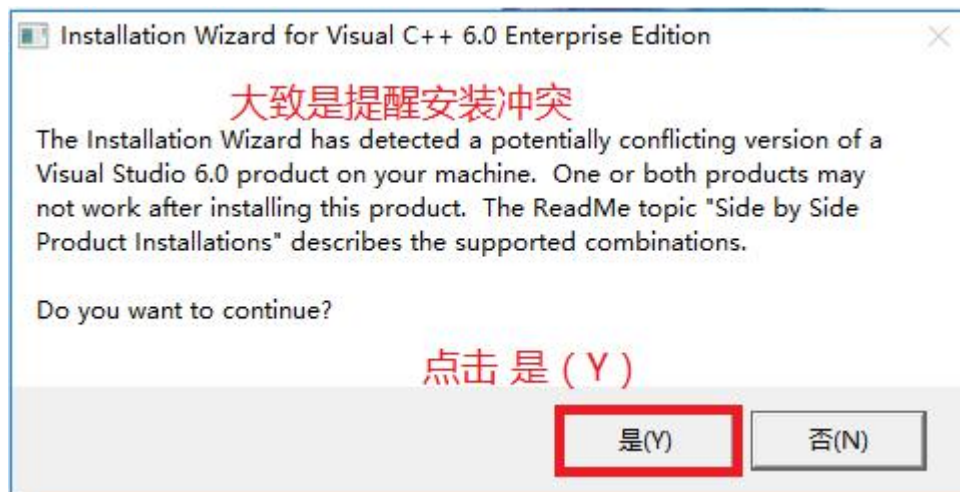 Installation Wizard for Visual C++ 6.0 Enterprise Edition
大致是提醒安装冲突
The Installation Wizard has detected a potentially conflicting version of a
Visual Studio 6.0 product on your machine.  One or both products may
not work after installing this product.  The ReadMe topic "Side by Side
Product Installations" describes the supported combinations.
Do you want to continue?
点击 是 ( Y )
是(Y) 否(N)